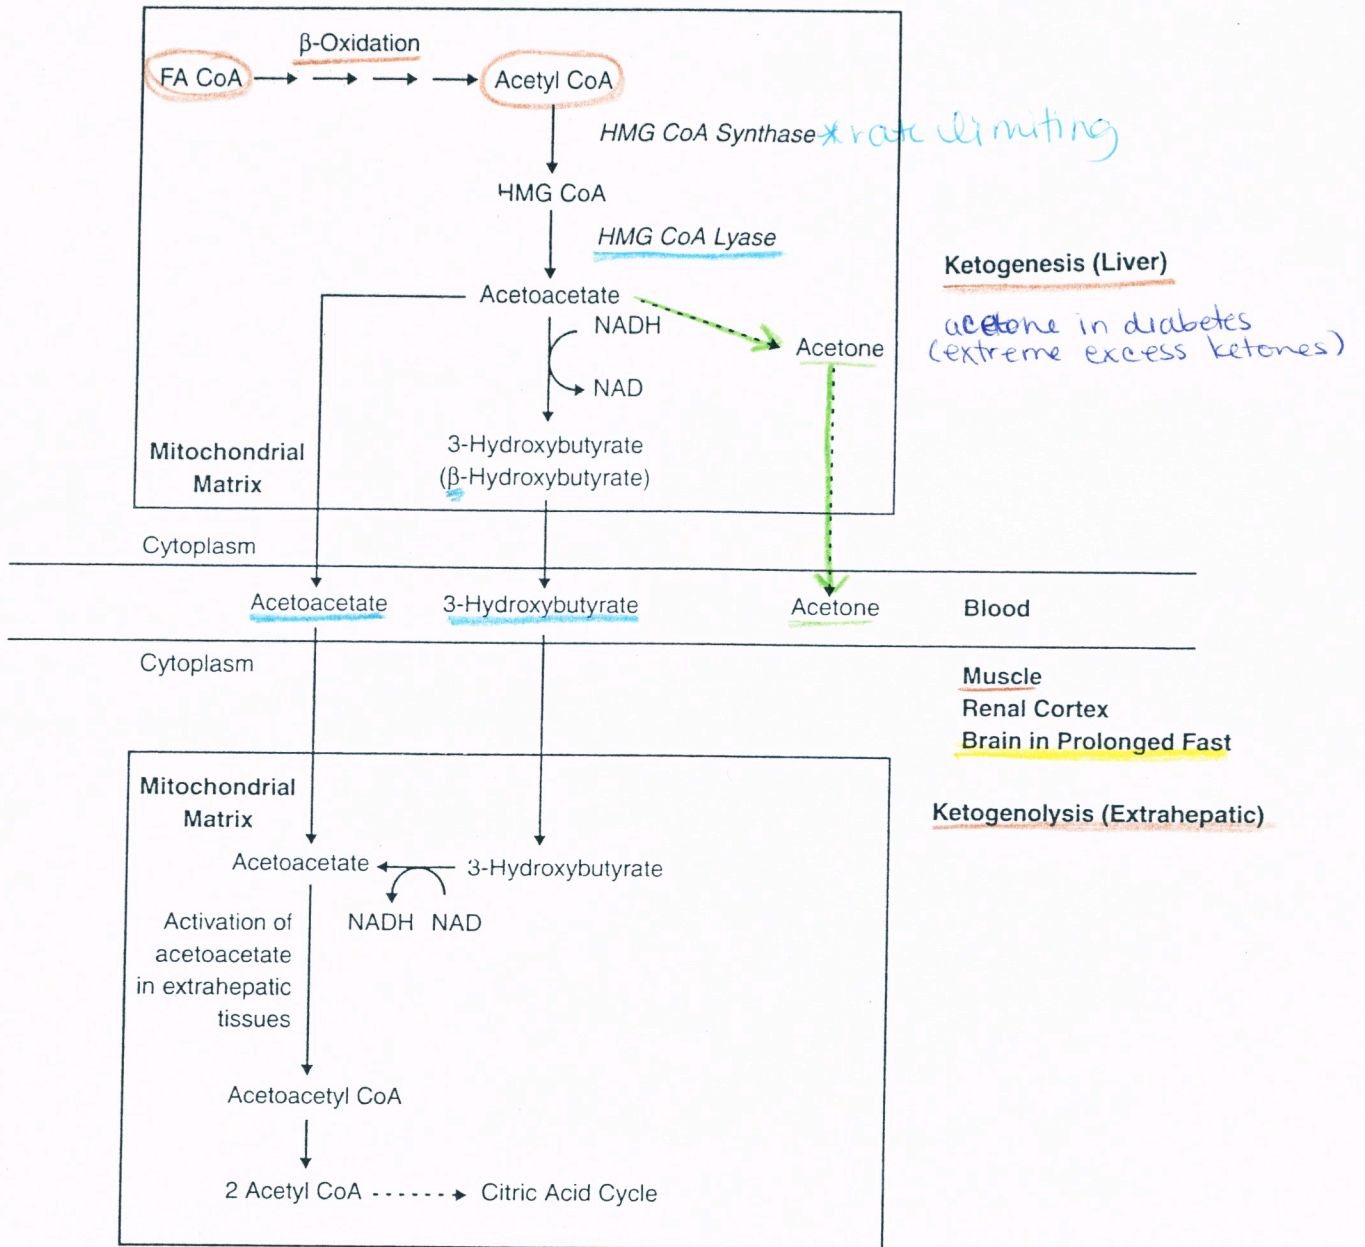 β-Oxidation
FA CoA
Acetyl CoA
HMG CoA Synthase *rate limiting
HMG CoA
HMG CoA Lyase
Ketogenesis (Liver)
Acetoacetate
NADH
acetone in diabetes
(extreme excess ketones)
Acetone
NAD
3-Hydroxybutyrate
(β-Hydroxybutyrate)
Mitochondrial
Matrix
Cytoplasm
Acetoacetate
3-Hydroxybutyrate
Acetone
Blood
Cytoplasm
Muscle
Renal Cortex
Brain in Prolonged Fast
Mitochondrial
Matrix
Ketogenolysis (Extrahepatic)
Acetoacetate
3-Hydroxybutyrate
NADH NAD
Activation of
acetoacetate
in extrahepatic
tissues
Acetoacetyl CoA
2 Acetyl CoA
Citric Acid Cycle